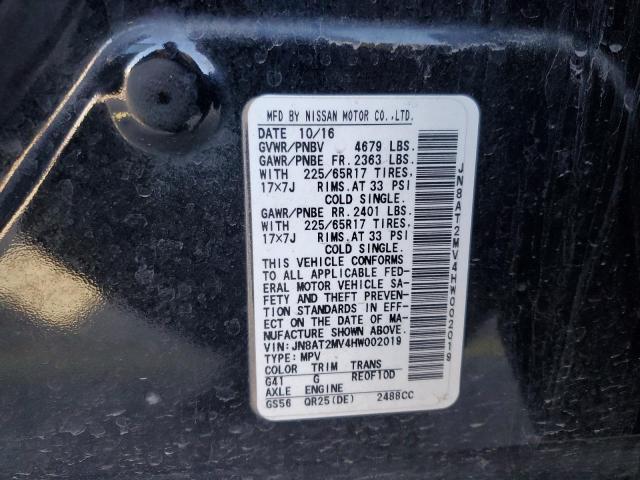 MFD BY NISSAN MOTOR CO.,LTD.
DATE 10/16
GVWR/PNBV 4679 LBS.
GAWR/PNBE FR. 2363 LBS.
WITH 225/65R17 TIRES,
17×7J RIMS.AT 33 PSI
COLD SINGLE.
GAWR/PNBE RR. 2401 LBS.
WITH 225/65R17 TIRES,
17×7J RIMS.AT 33 PSI
COLD SINGLE.
THIS VEHICLE CONFORMS
TO ALL APPLICABLE FED-
ERAL MOTOR VEHICLE SA-
FETY AND THEFT PREVEN-
TION STANDARDS IN EFF-
ECT ON THE DATE OF MA-
NUFACTURE SHOWN ABOVE.
VIN: JN8AT2MV4HW002019
TYPE: MPV
COLOR TRIM TRANS
G41 G RE0F10D
AXLE ENGINE
GS56 QR25(DE) 2488CC
JN8AT2MV4HW002019